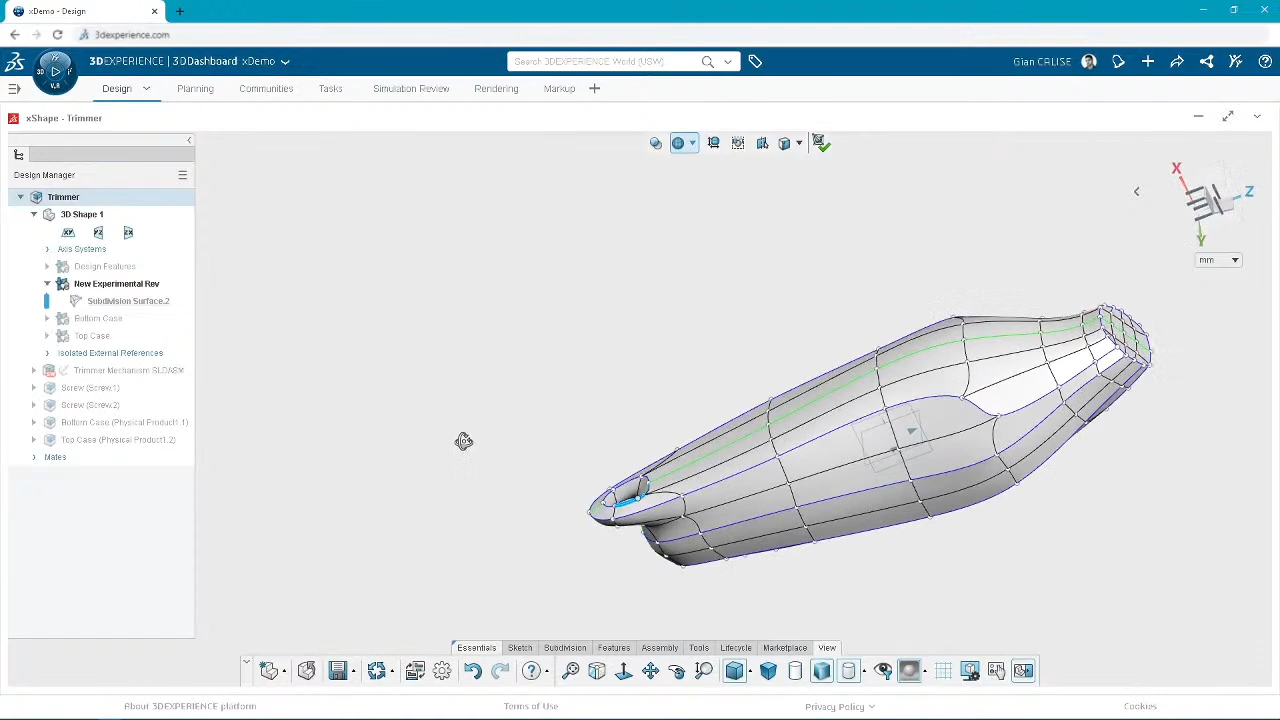 xDemo - Design
3dexperience.com
3DEXPERIENCE | 3DDashboard xDemo
Search 3DEXPERIENCE World (USW)
Gian CALISE
3D
V.R
Design
Planning
Communities
Tasks
Simulation Review
Rendering
Markup
xShape - Trimmer
Design Manager
Trimmer
3D Shape 1
Axis Systems
Design Features
New Experimental Rev
Subdivision Surface.2
Bottom Case
Top Case
Isolated External References
Trimmer Mechanism SLDASM
Screw (Screw.1)
Screw (Screw.2)
Bottom Case (Physical Product1.1)
Top Case (Physical Product1.2)
Mates
X
Z
Y
mm
Essentials
Sketch
Subdivision
Features
Assembly
Tools
Lifecycle
Marketplace
View
About 3DEXPERIENCE platform
Terms of Use
Privacy Policy
Cookies